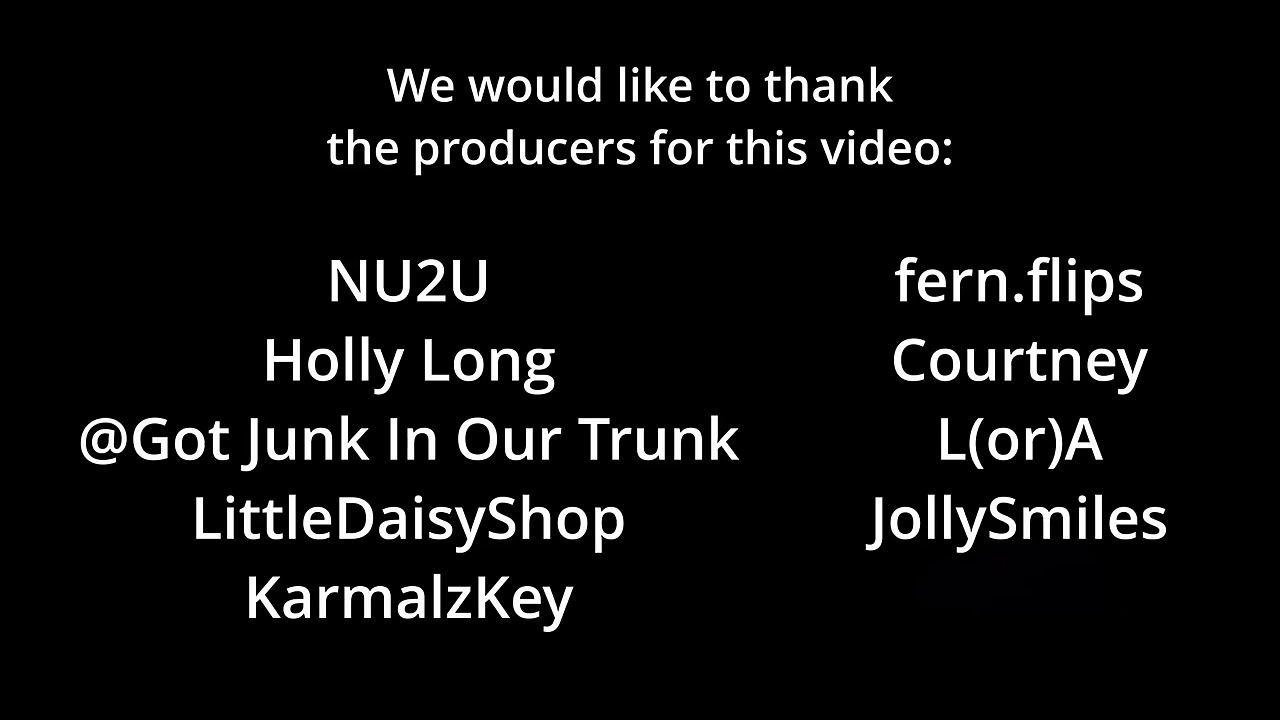 We would like to thank
the producers for this video:
NU2U
Holly Long
@Got Junk In Our Trunk
LittleDaisyShop
KarmalzKey
fern.flips
Courtney
L(or)A
JollySmiles